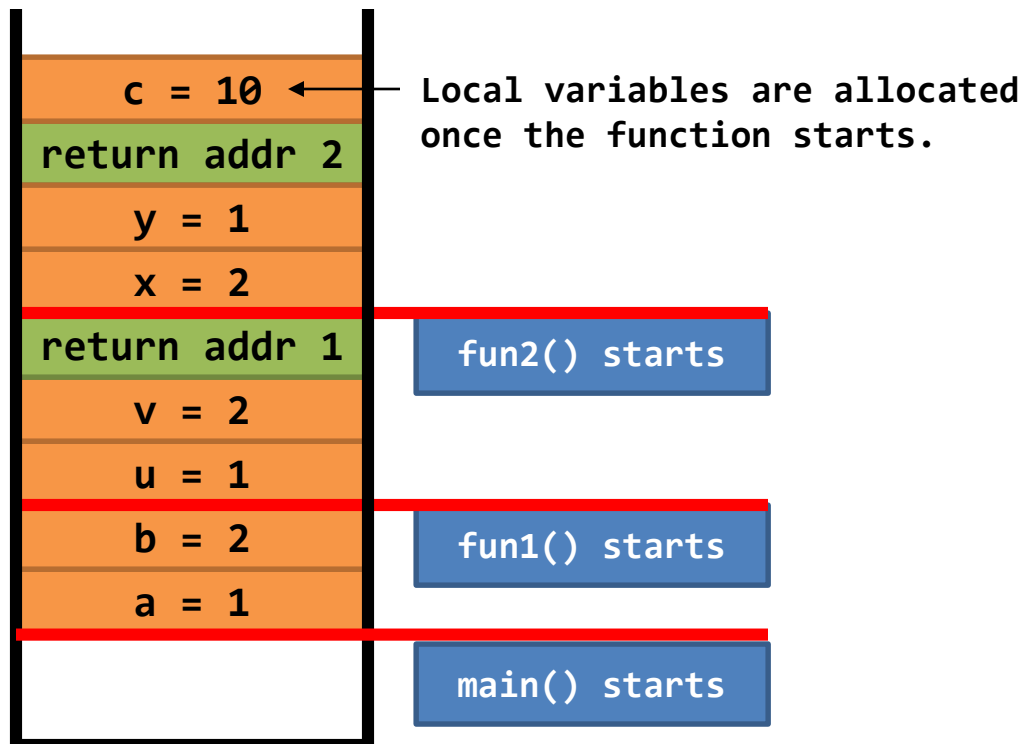 c = 10
Local variables are allocated
once the function starts.
return addr 2
y = 1
x = 2
return addr 1
fun2() starts
v = 2
u = 1
b = 2
fun1() starts
a = 1
main() starts